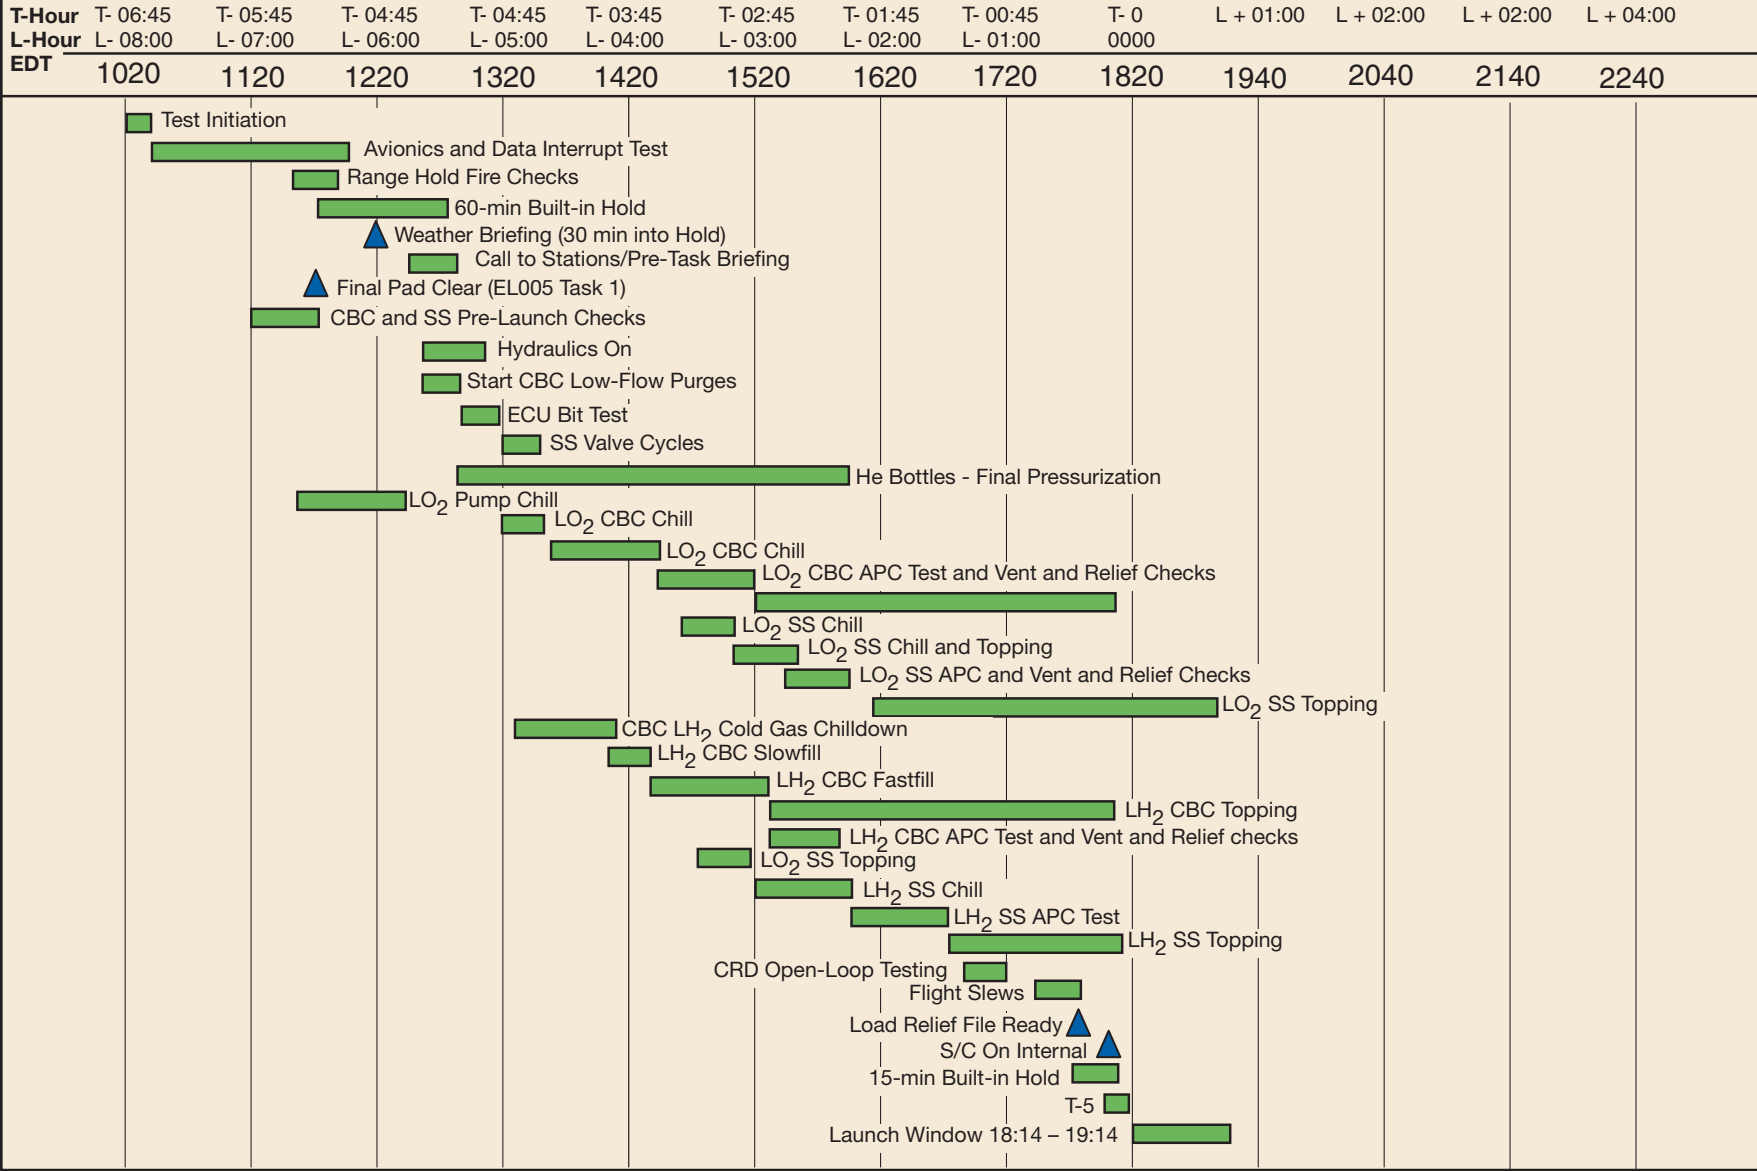 T-Hour T- 06:45 T- 05:45 T- 04:45 T- 04:45 T- 03:45 T- 02:45 T- 01:45 T- 00:45 T- 0 L + 01:00 L + 02:00 L + 02:00 L + 04:00
L-Hour L- 08:00 L- 07:00 L- 06:00 L- 05:00 L- 04:00 L- 03:00 L- 02:00 L- 01:00 0000
EDT 1020 1120 1220 1320 1420 1520 1620 1720 1820 1940 2040 2140 2240
Test Initiation
Avionics and Data Interrupt Test
Range Hold Fire Checks
60-min Built-in Hold
Weather Briefing (30 min into Hold)
Call to Stations/Pre-Task Briefing
Final Pad Clear (EL005 Task 1)
CBC and SS Pre-Launch Checks
Hydraulics On
Start CBC Low-Flow Purges
ECU Bit Test
SS Valve Cycles
He Bottles - Final Pressurization
LO2 Pump Chill
LO2 CBC Chill
LO2 CBC Chill
LO2 CBC APC Test and Vent and Relief Checks
LO2 SS Chill
LO2 SS Chill and Topping
LO2 SS APC and Vent and Relief Checks
LO2 SS Topping
CBC LH2 Cold Gas Chilldown
LH2 CBC Slowfill
LH2 CBC Fastfill
LH2 CBC Topping
LH2 CBC APC Test and Vent and Relief checks
LO2 SS Topping
LH2 SS Chill
LH2 SS APC Test
LH2 SS Topping
CRD Open-Loop Testing
Flight Slews
Load Relief File Ready
S/C On Internal
15-min Built-in Hold
T-5
Launch Window 18:14 – 19:14